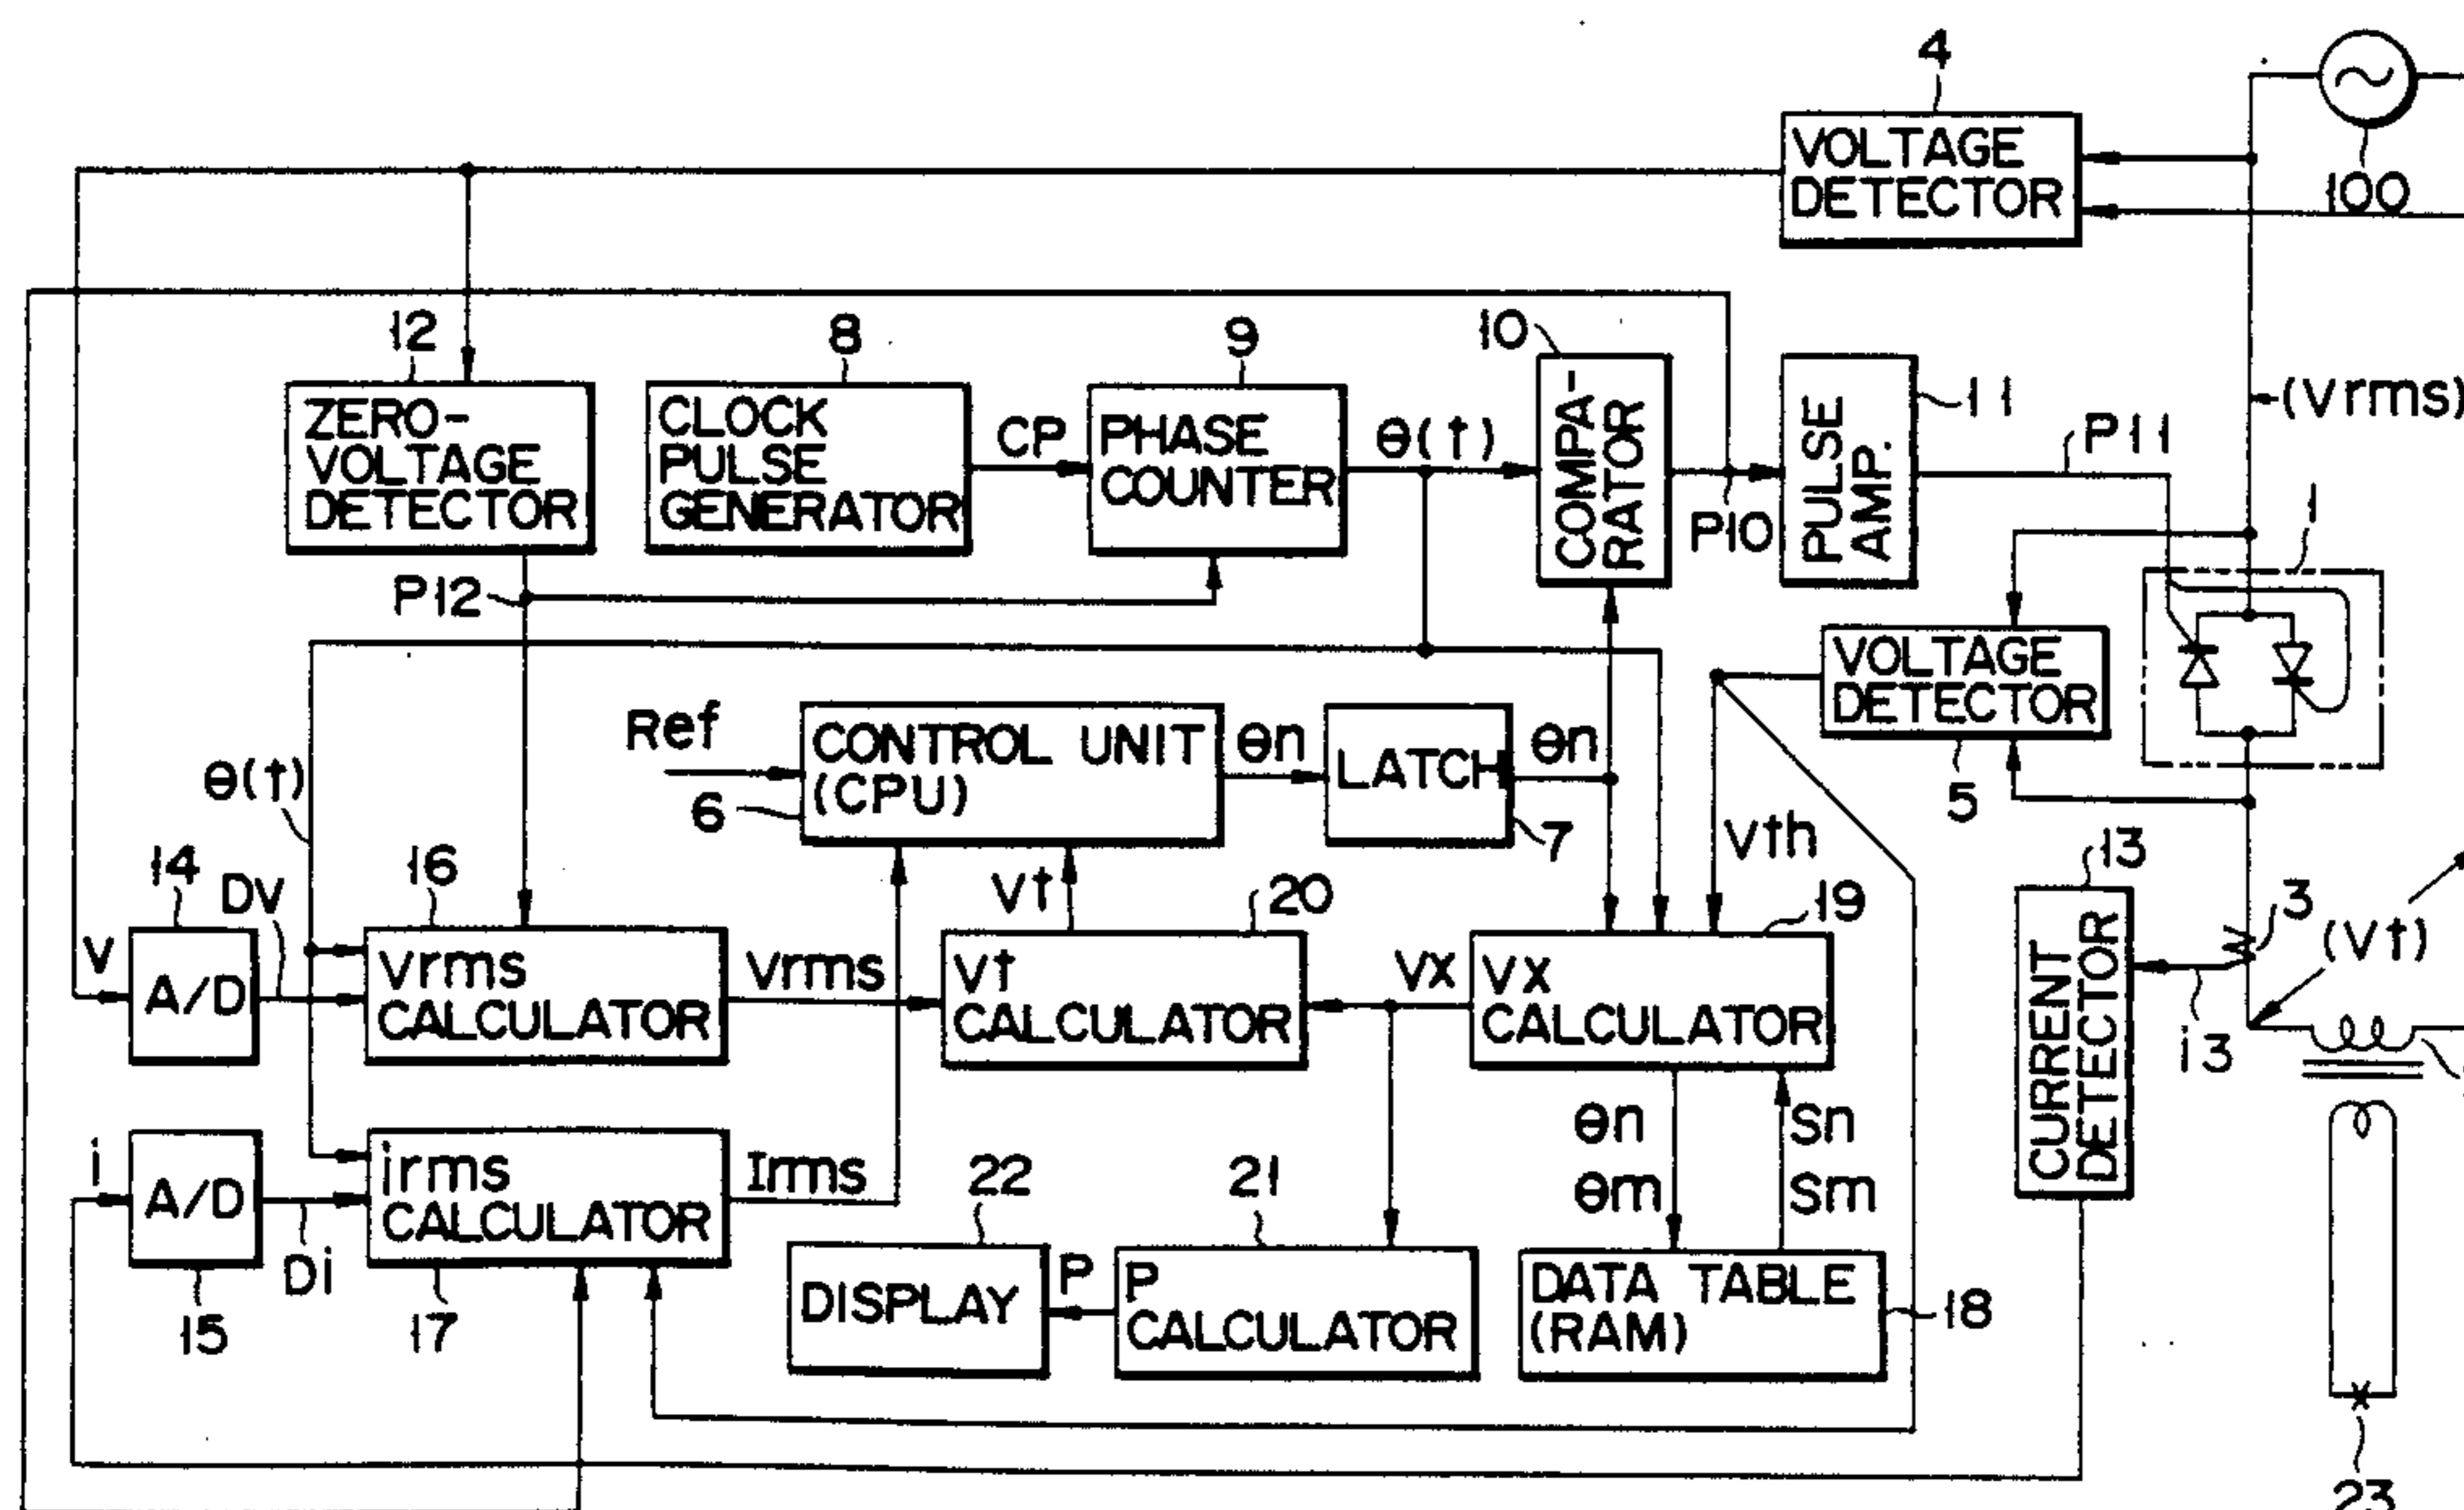 4
VOLTAGE
DETECTOR
100
12
8
9
10
11
(Vrms)
ZERO-
VOLTAGE
DETECTOR
CLOCK
PULSE
GENERATOR
CP
PHASE
COUNTER
θ(t)
COMPA-
RATOR
P10
PULSE
AMP.
P11
1
P12
VOLTAGE
DETECTOR
5
Ref
6
CONTROL UNIT
(CPU)
θn
LATCH
7
θn
Vth
θ(t)
14
DV
16
Vt
20
19
13
3
(Vt)
V
A/D
Vrms
CALCULATOR
Vrms
Vt
CALCULATOR
Vx
Vx
CALCULATOR
CURRENT
DETECTOR
i3
θn
θm
Sn
Sm
i
A/D
Di
15
irms
CALCULATOR
17
Irms
22
DISPLAY
P
21
P
CALCULATOR
DATA TABLE
(RAM)
18
23